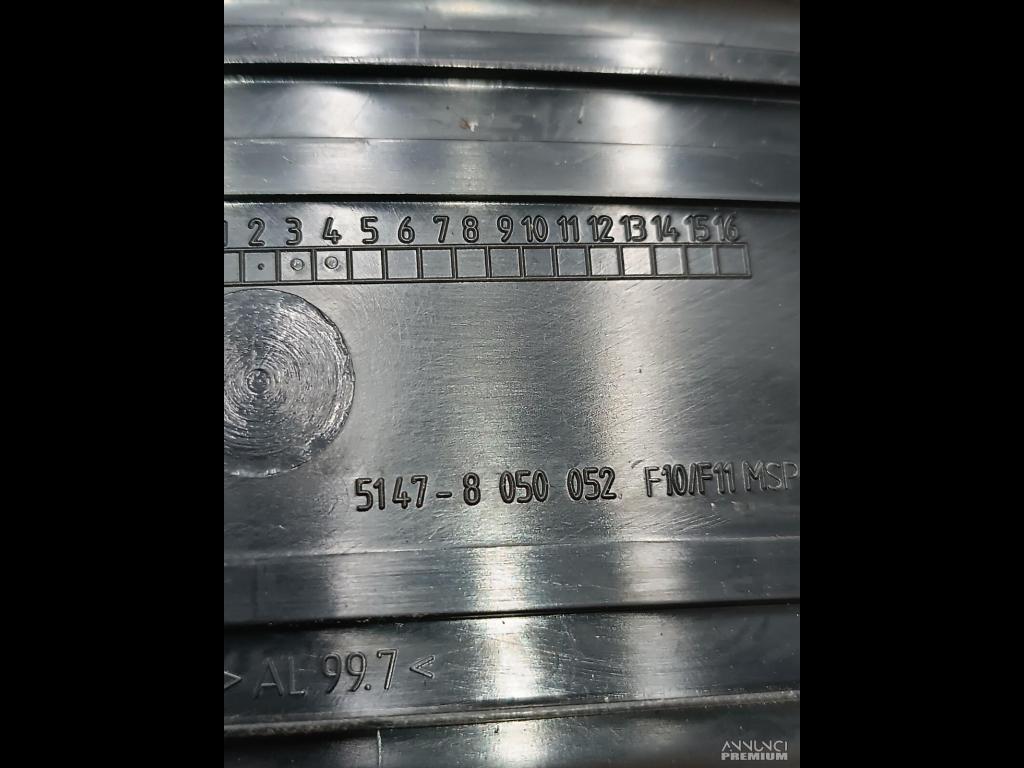 1 2 3 4 5 6 7 8 9 10 11 12 13 14 15 16
5147-8 050 052 F10/F11 MSP
>AL 99.7<
ANNUNCI
PREMIUM